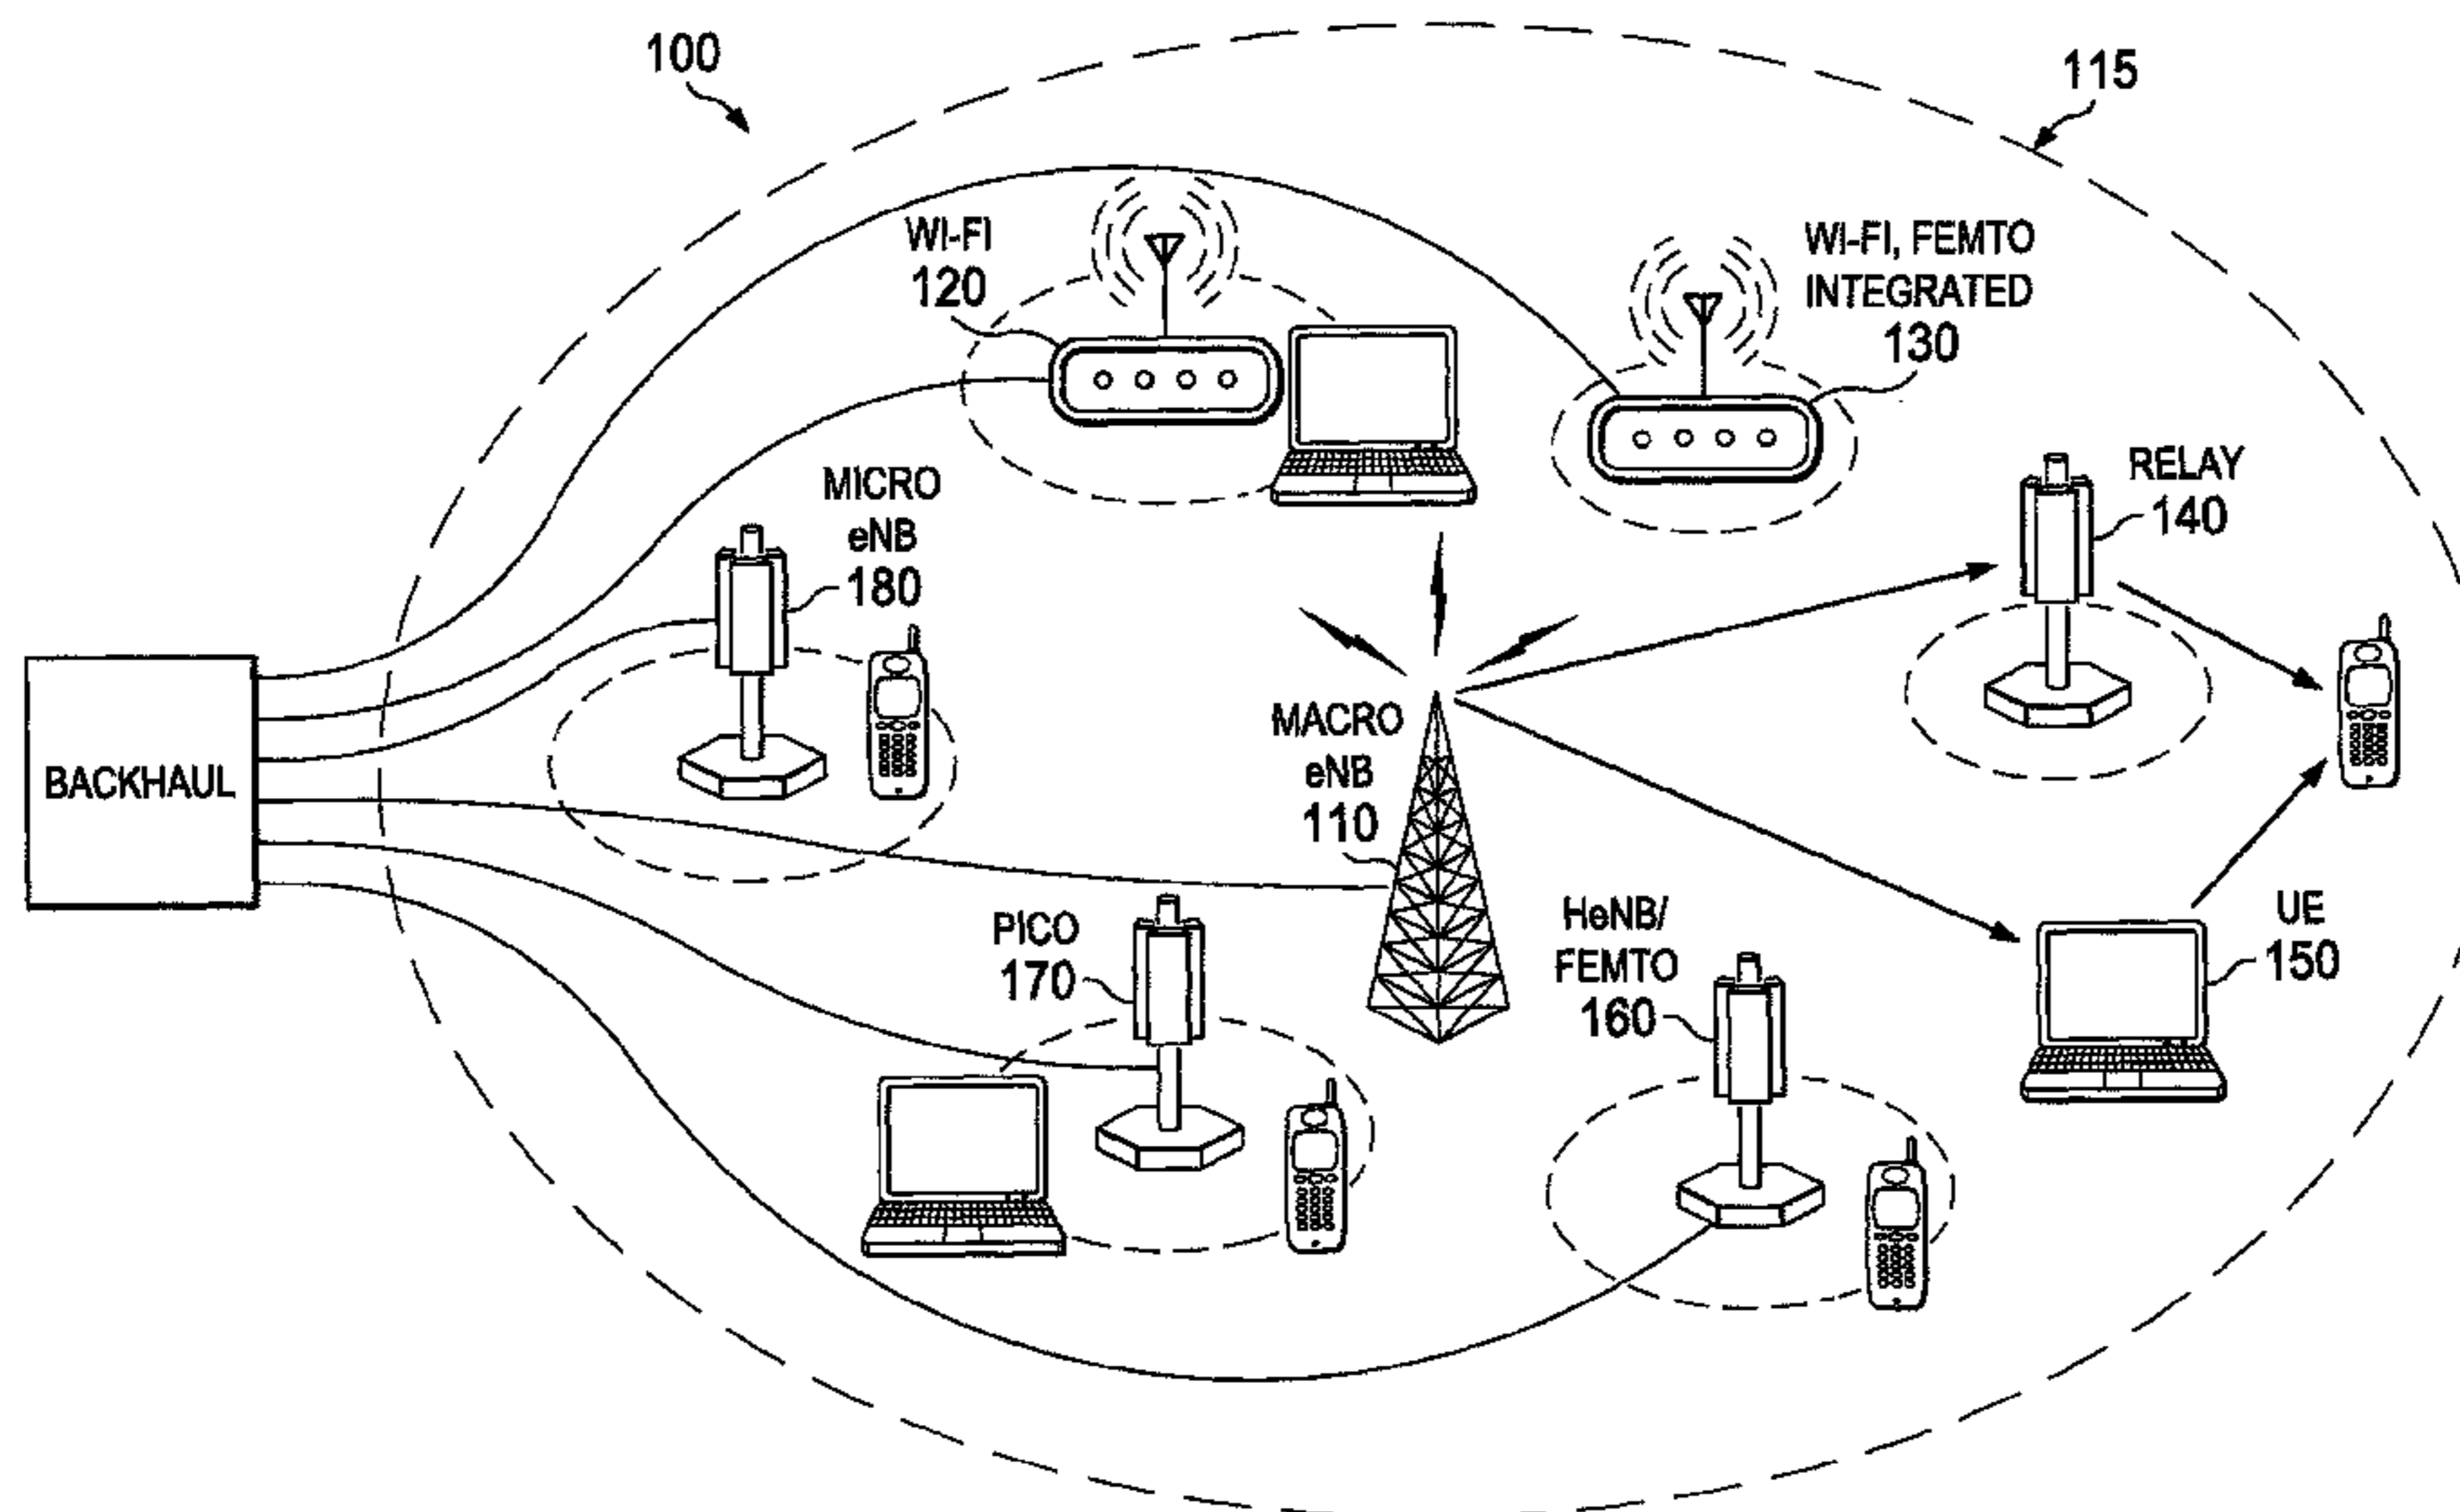 100
115
WI-FI
120
WI-FI, FEMTO
INTEGRATED
130
MICRO
eNB
180
RELAY
140
BACKHAUL
MACRO
eNB
110
PICO
170
HeNB/
FEMTO
160
UE
150